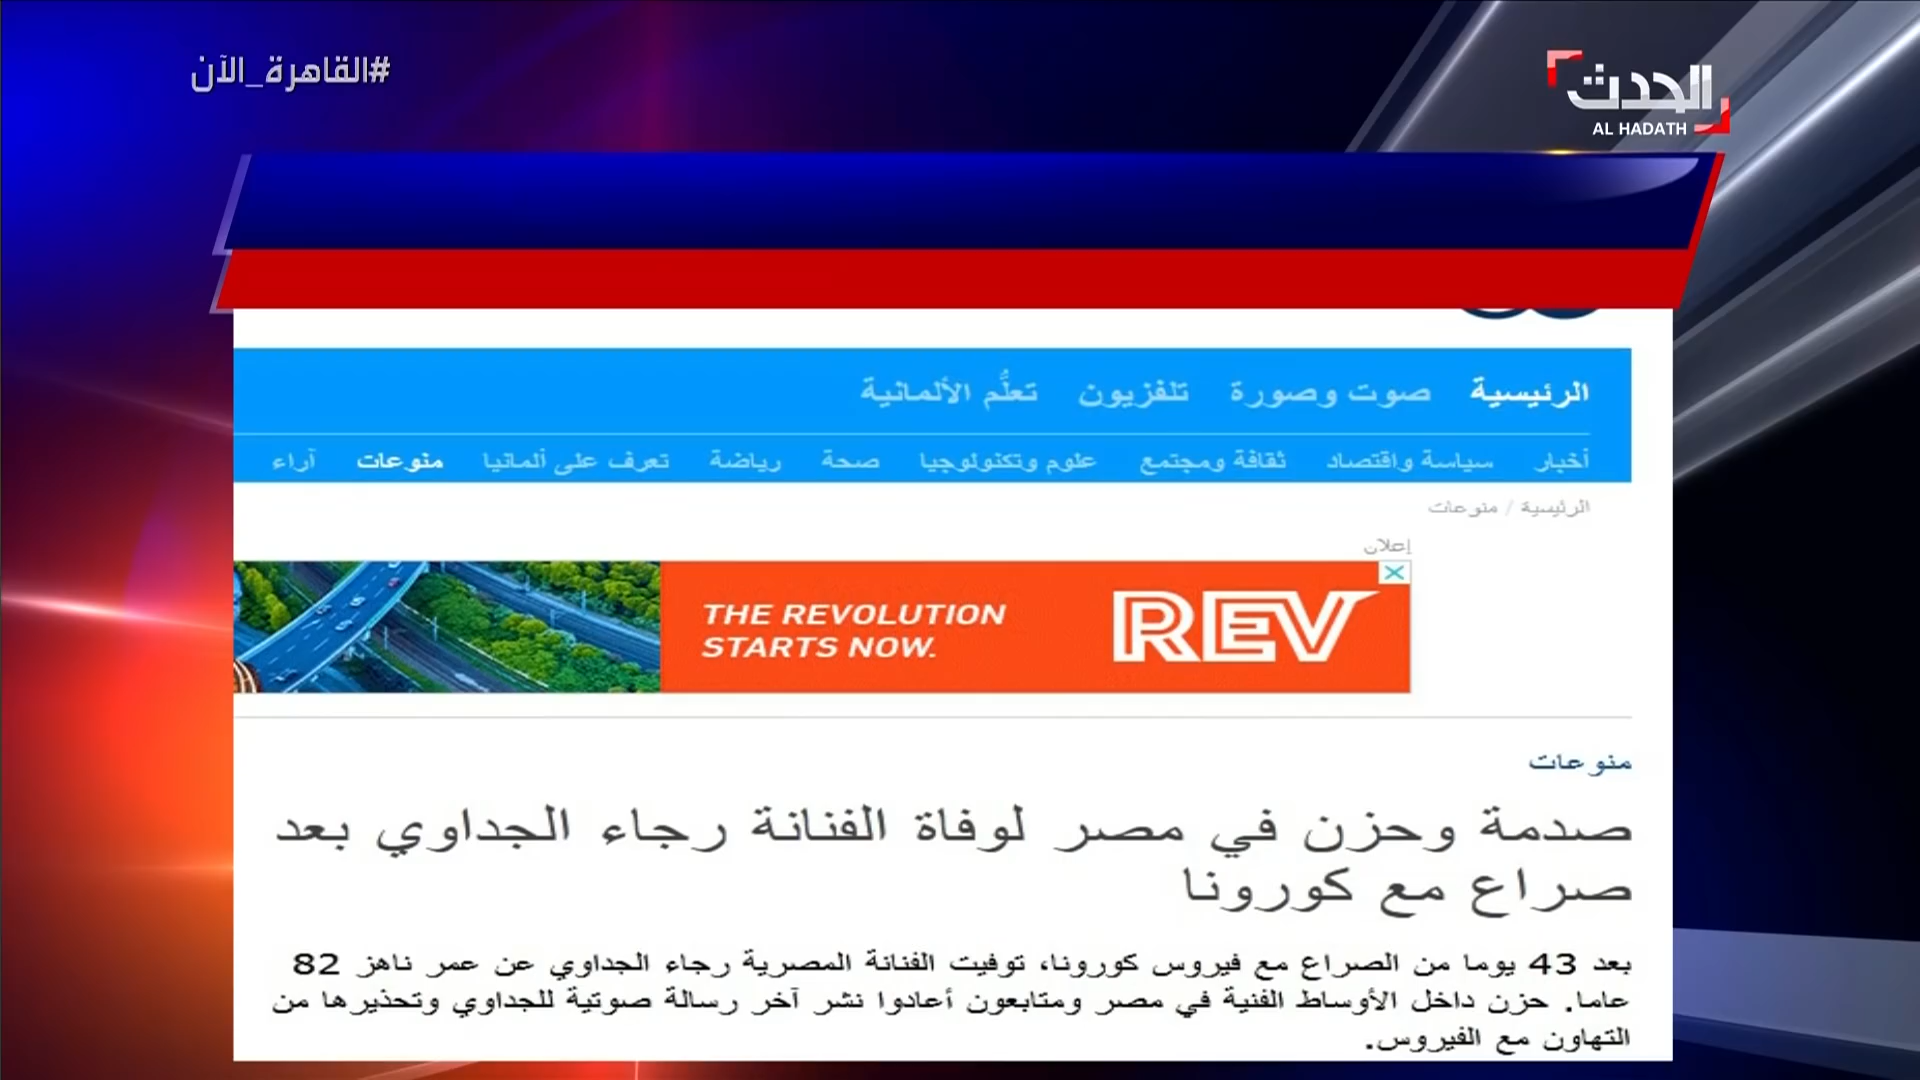 #القاهرة_الآن
الحدث
AL HADATH
الرئيسية صوت وصورة تلفزيون تعلَّم الألمانية
أخبار سياسة واقتصاد ثقافة ومجتمع علوم وتكنولوجيا صحة رياضة تعرف على ألمانيا منوعات آراء
الرئيسية / منوعات
إعلان
THE REVOLUTION
STARTS NOW.
REV
منوعات
صدمة وحزن في مصر لوفاة الفنانة رجاء الجداوي بعد
صراع مع كورونا
بعد 43 يوما من الصراع مع فيروس كورونا، توفيت الفنانة المصرية رجاء الجداوي عن عمر ناهز 82
عاما. حزن داخل الأوساط الفنية في مصر ومتابعون أعادوا نشر آخر رسالة صوتية للجداوي وتحذيرها من
التهاون مع الفيروس.